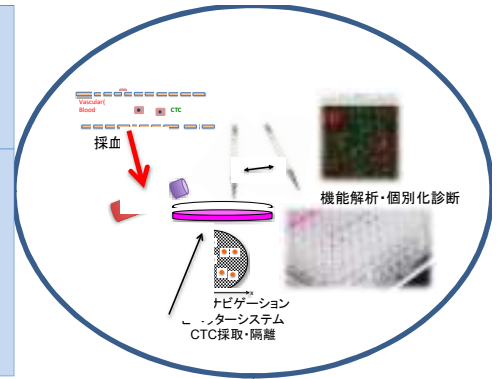 Vascular(
Blood
CTC
採血
機能解析・個別化診断
ナビゲーション
ターシステム
CTC採取・隔離